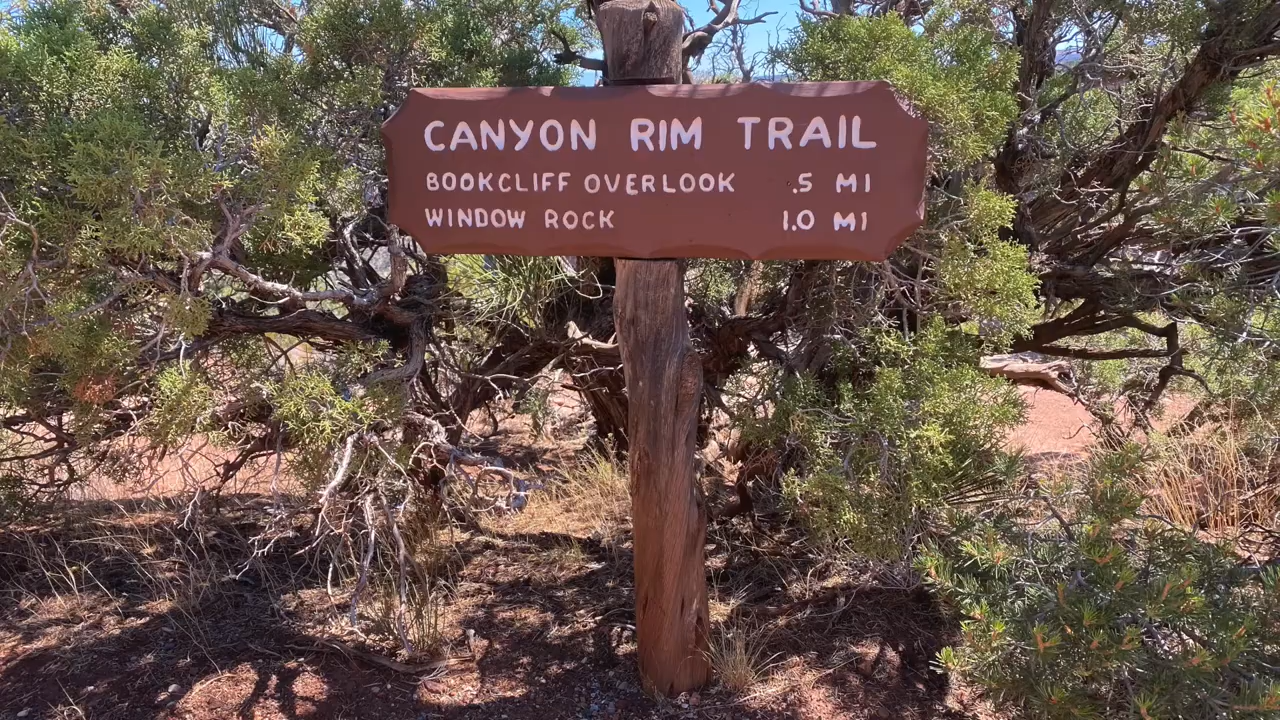 CANYON RIM TRAIL
BOOKCLIFF OVERLOOK .5 MI
WINDOW ROCK 1.0 MI